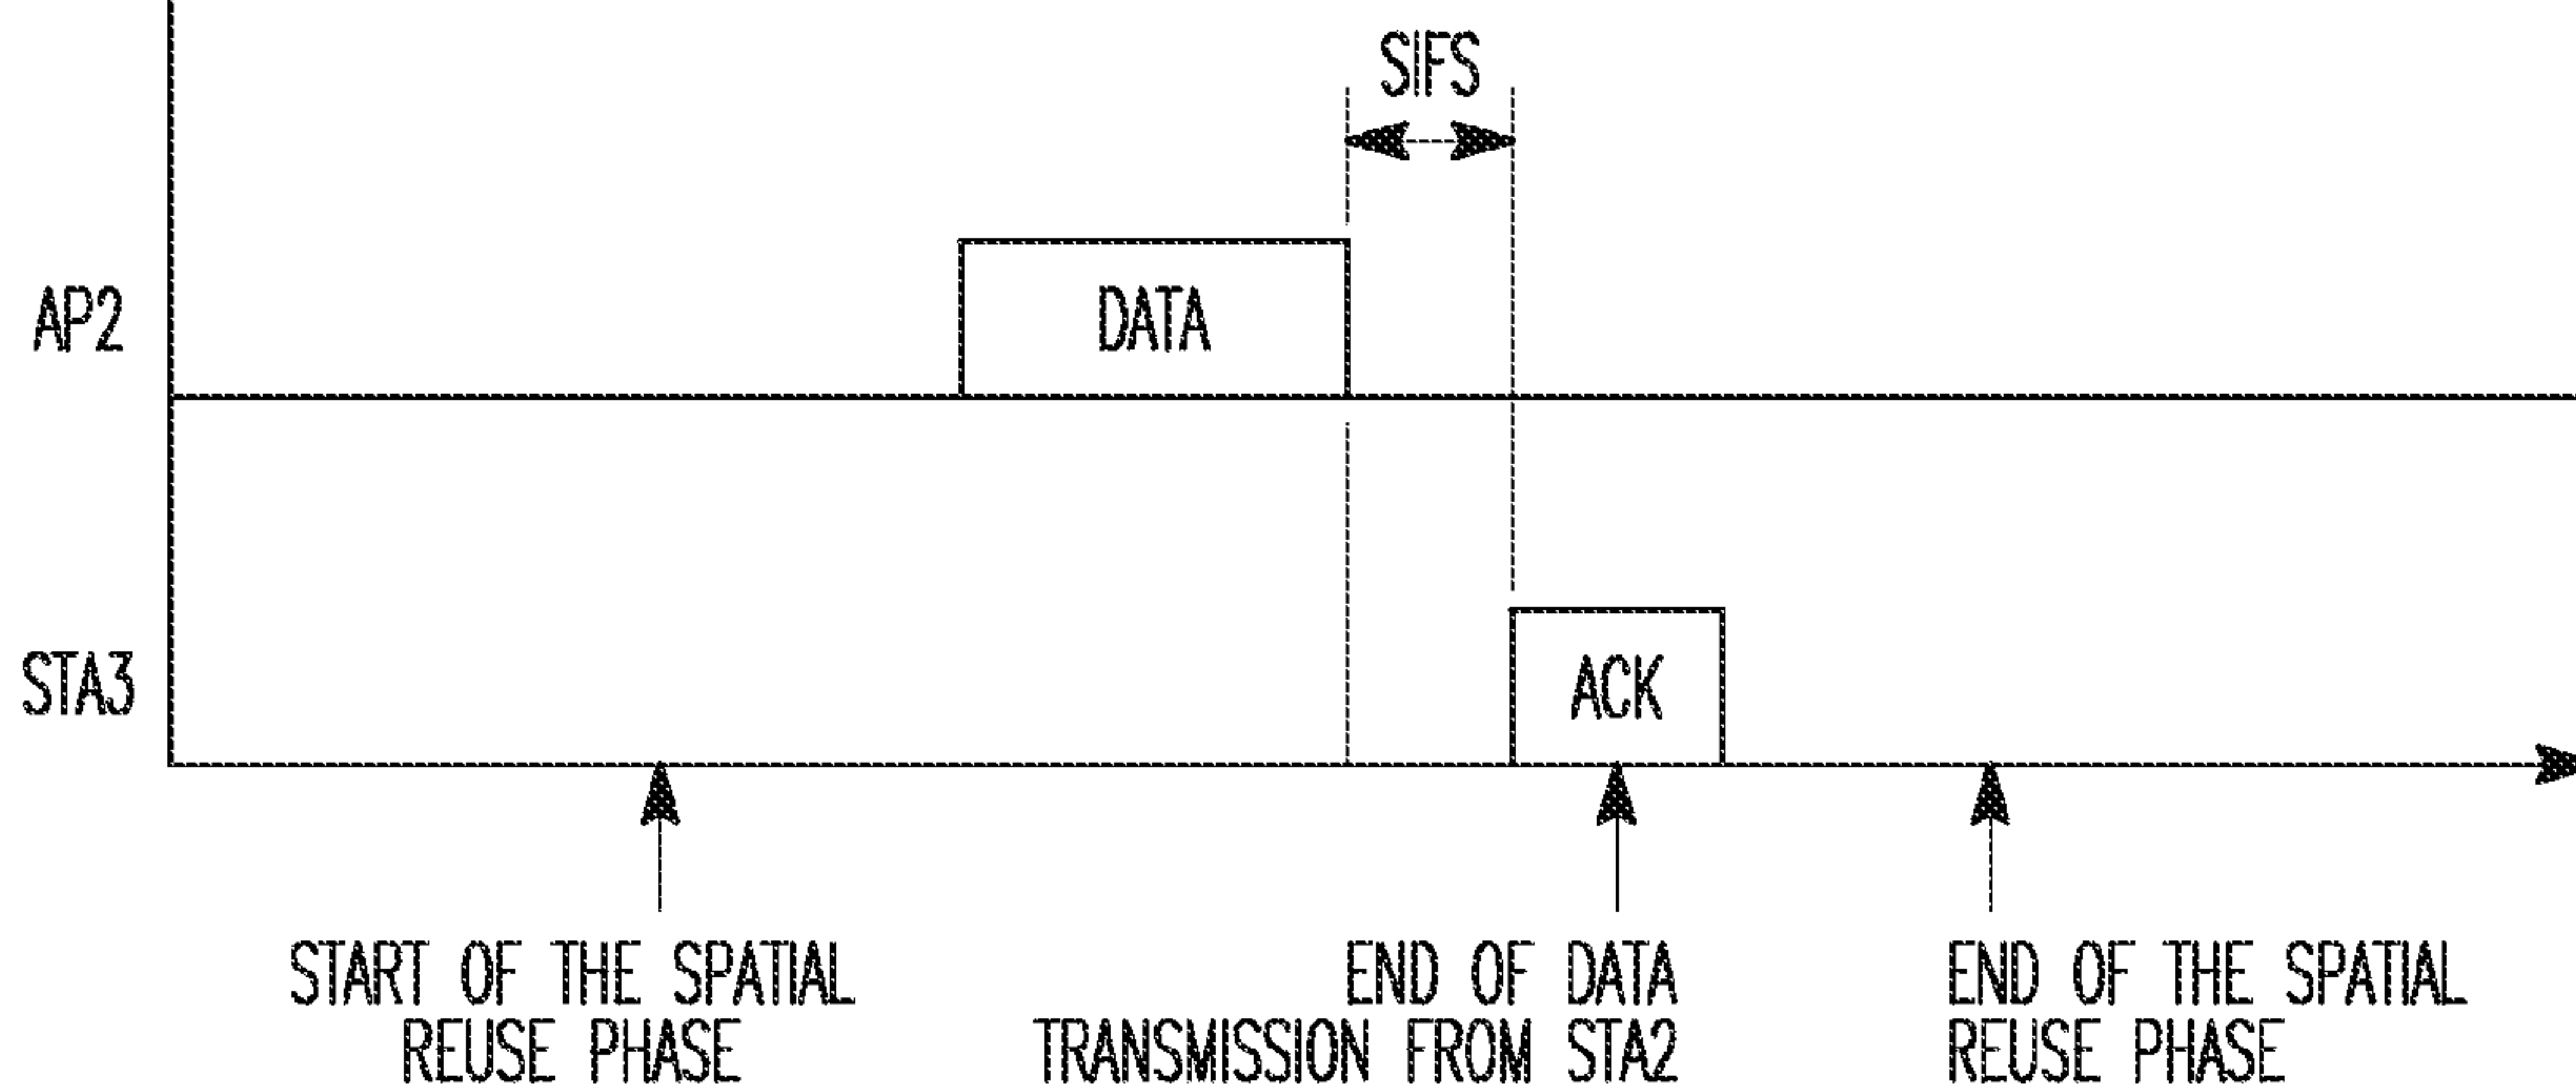 SIFS
AP2
DATA
STA3
ACK
START OF THE SPATIAL
REUSE PHASE
END OF DATA
TRANSMISSION FROM STA2
END OF THE SPATIAL
REUSE PHASE